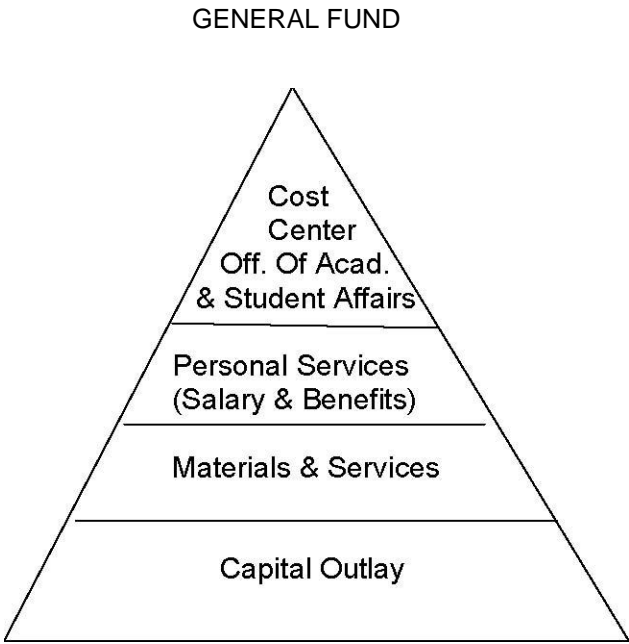 GENERAL FUND
Cost
Center
Off. Of Acad.
& Student Affairs
Personal Services
(Salary & Benefits)
Materials & Services
Capital Outlay